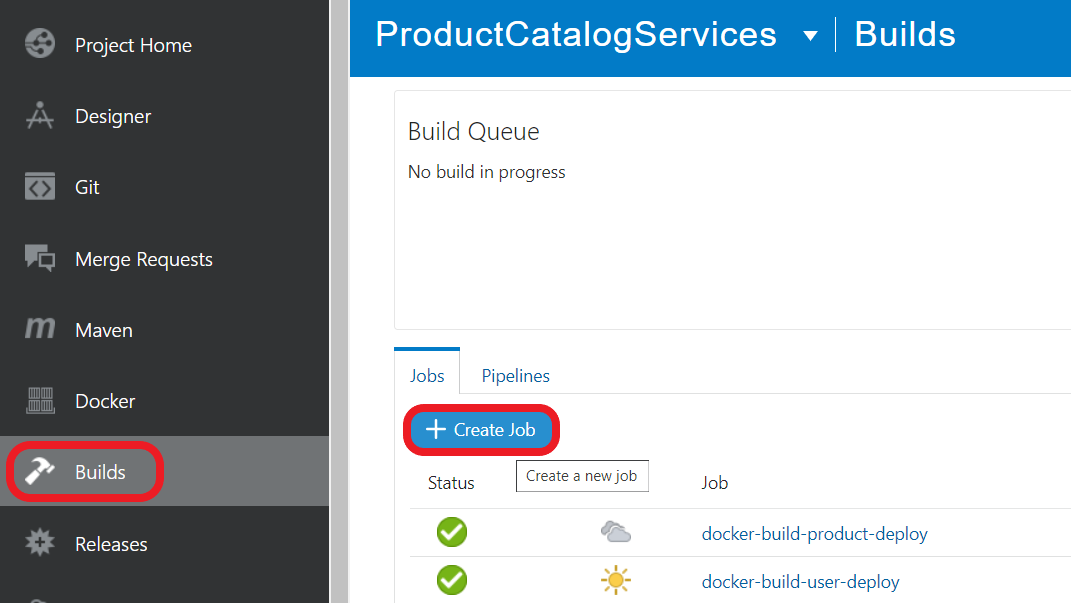 Project Home
Designer
Git
Merge Requests
Maven
Docker
Builds
Releases
ProductCatalogServices
Builds
Build Queue
No build in progress
Jobs
Pipelines
Create Job
Create a new job
Status
Job
docker-build-product-deploy
docker-build-user-deploy